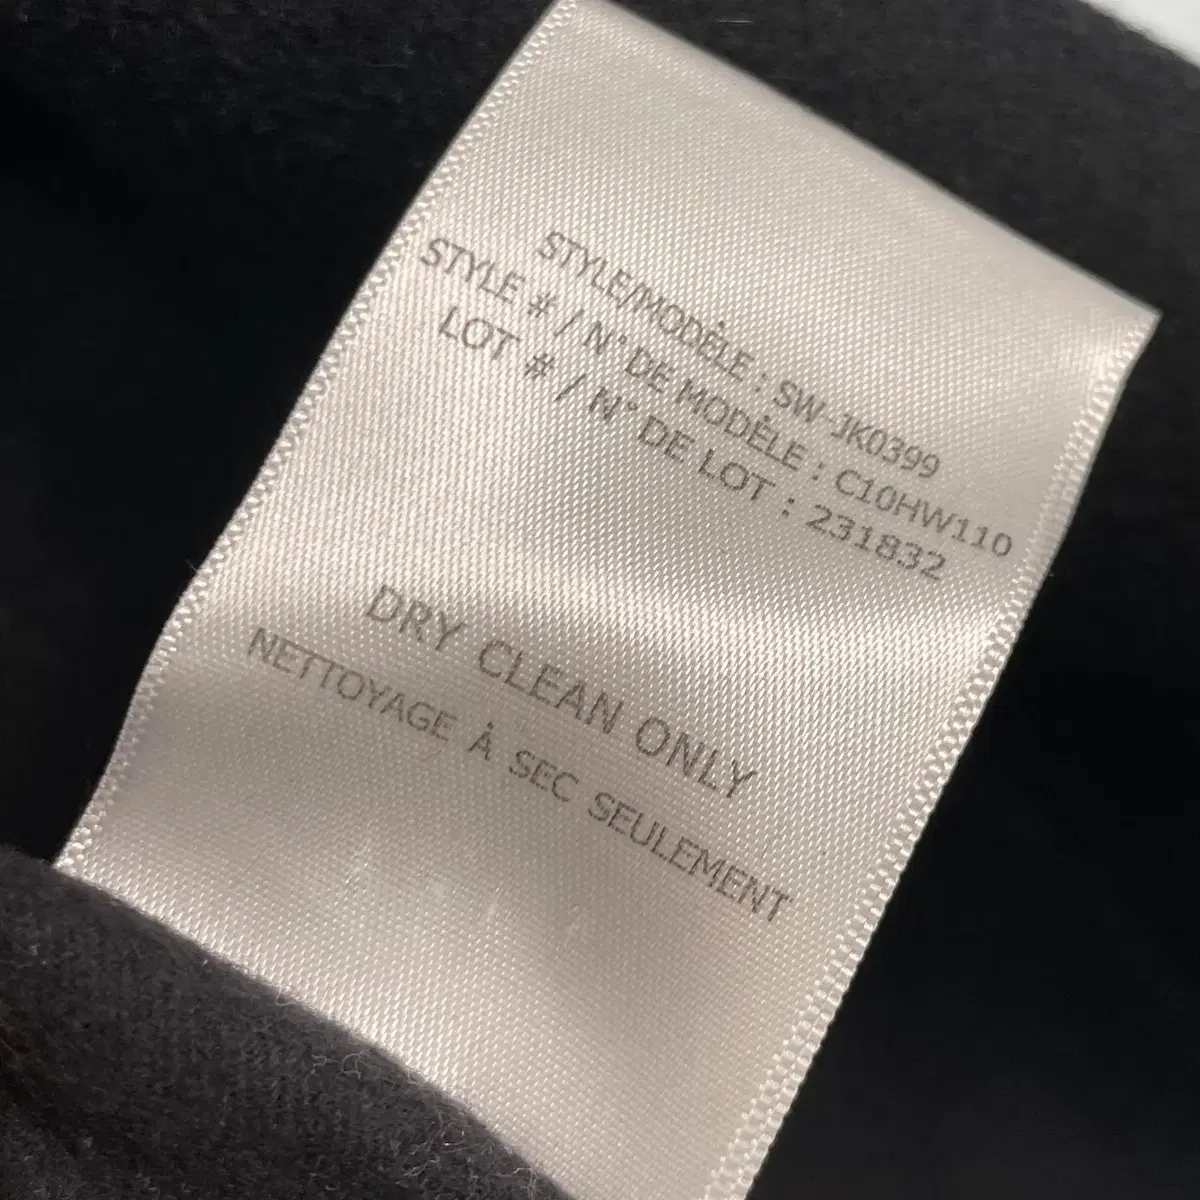 STYLE/MODÈLE : SW-JK0399
STYLE # / N° DE MODÈLE : C10HW110
LOT # / N° DE LOT : 231832
DRY CLEAN ONLY
NETTOYAGE À SEC SEULEMENT